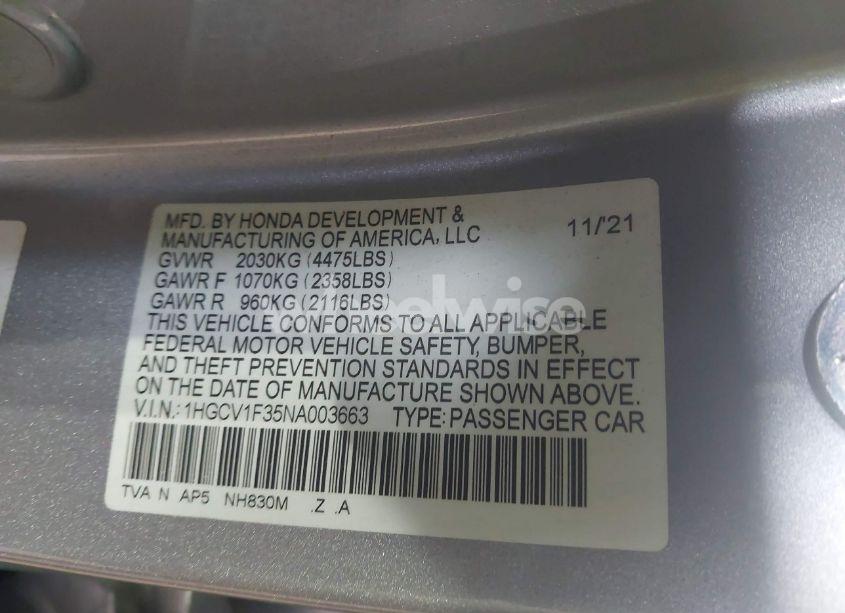 MFD. BY HONDA DEVELOPMENT &
MANUFACTURING OF AMERICA, LLC 11/'21
GVWR 2030KG (4475LBS)
GAWR F 1070KG (2358LBS)
GAWR R 960KG (2116LBS)
THIS VEHICLE CONFORMS TO ALL APPLICABLE
FEDERAL MOTOR VEHICLE SAFETY, BUMPER,
AND THEFT PREVENTION STANDARDS IN EFFECT
ON THE DATE OF MANUFACTURE SHOWN ABOVE.
V.I.N.: 1HGCV1F35NA003663 TYPE: PASSENGER CAR
TVA N AP5 NH830M .Z .A